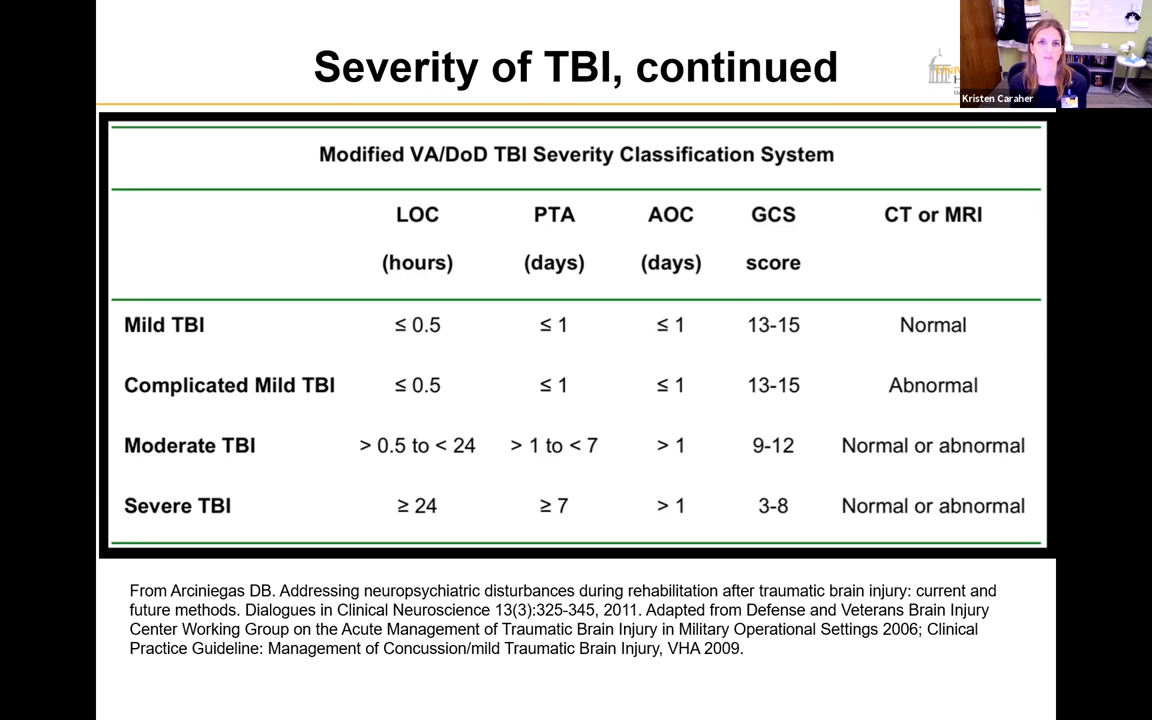 Severity of TBI, continued
Kristen Caraher
Modified VA/DoD TBI Severity Classification System
LOC PTA AOC GCS CT or MRI
(hours) (days) (days) score
Mild TBI ≤ 0.5 ≤ 1 ≤ 1 13-15 Normal
Complicated Mild TBI ≤ 0.5 ≤ 1 ≤ 1 13-15 Abnormal
Moderate TBI > 0.5 to < 24 > 1 to < 7 > 1 9-12 Normal or abnormal
Severe TBI ≥ 24 ≥ 7 > 1 3-8 Normal or abnormal
From Arciniegas DB. Addressing neuropsychiatric disturbances during rehabilitation after traumatic brain injury: current and
future methods. Dialogues in Clinical Neuroscience 13(3):325-345, 2011. Adapted from Defense and Veterans Brain Injury
Center Working Group on the Acute Management of Traumatic Brain Injury in Military Operational Settings 2006; Clinical
Practice Guideline: Management of Concussion/mild Traumatic Brain Injury, VHA 2009.